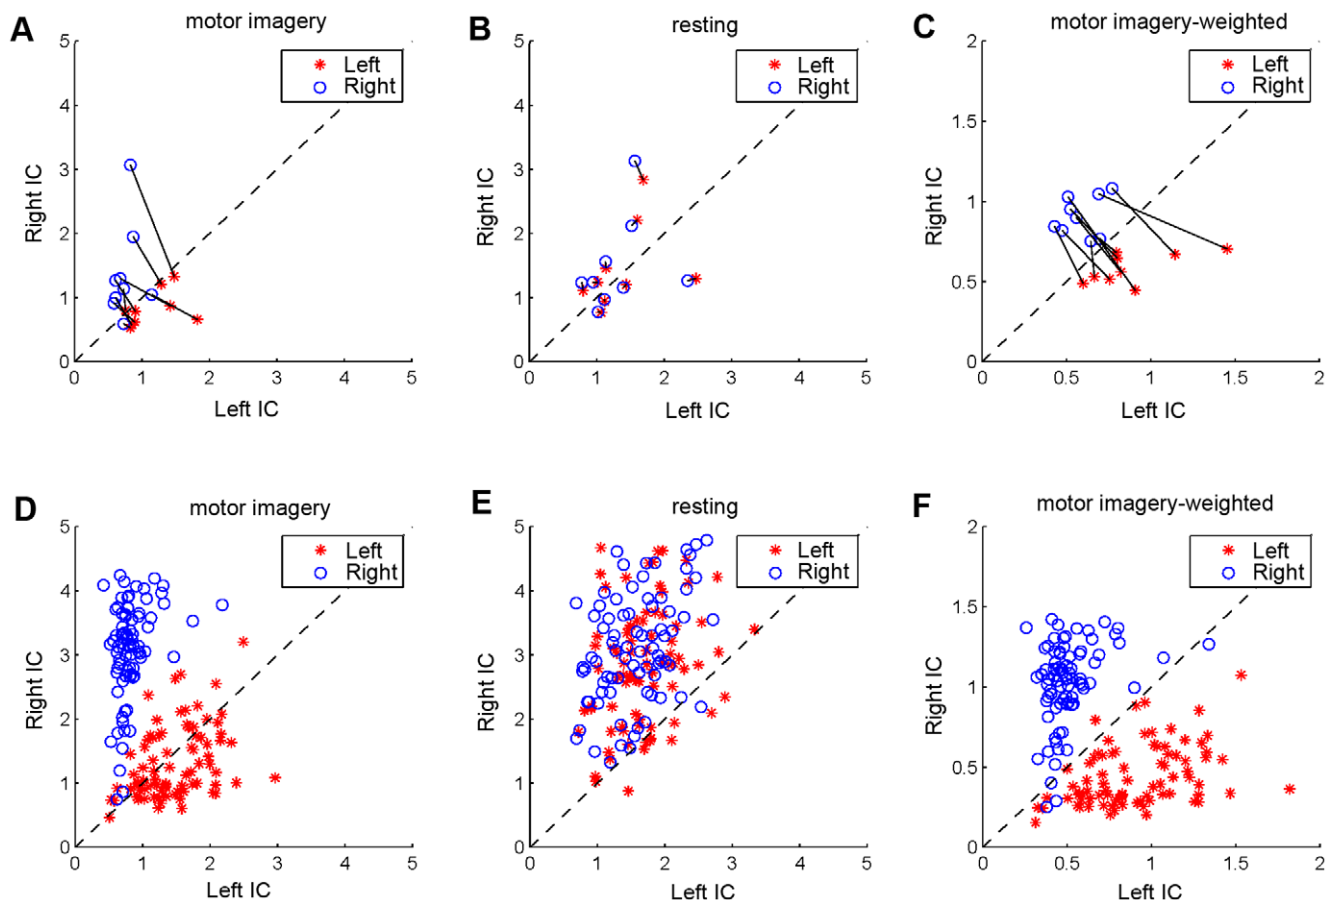 A
motor imagery
5
4
3
2
1
0
Right IC
Left
Right
0 1 2 3 4 5
Left IC
B
resting
5
4
3
2
1
0
Right IC
Left
Right
0 1 2 3 4 5
Left IC
C
motor imagery-weighted
2
1.5
1
0.5
0
Right IC
Left
Right
0 0.5 1 1.5 2
Left IC
D
motor imagery
5
4
3
2
1
0
Right IC
Left
Right
0 1 2 3 4 5
Left IC
E
resting
5
4
3
2
1
0
Right IC
Left
Right
0 1 2 3 4 5
Left IC
F
motor imagery-weighted
2
1.5
1
0.5
0
Right IC
Left
Right
0 0.5 1 1.5 2
Left IC